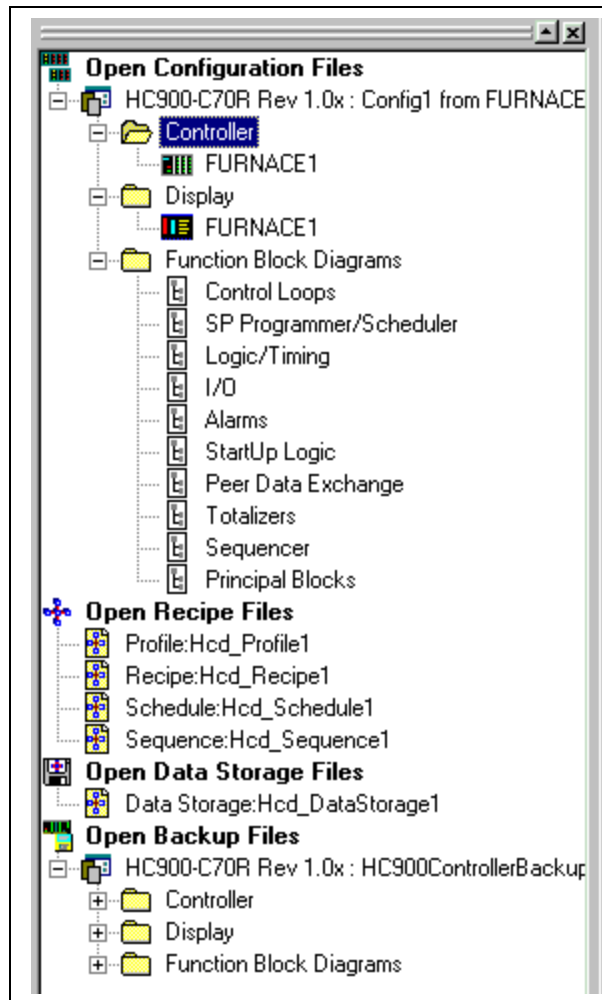 Open Configuration Files
HC900-C70R Rev 1.0x : Config1 from FURNACE
Controller
FURNACE1
Display
FURNACE1
Function Block Diagrams
Control Loops
SP Programmer/Scheduler
Logic/Timing
I/O
Alarms
StartUp Logic
Peer Data Exchange
Totalizers
Sequencer
Principal Blocks
Open Recipe Files
Profile:Hcd_Profile1
Recipe:Hcd_Recipe1
Schedule:Hcd_Schedule1
Sequence:Hcd_Sequence1
Open Data Storage Files
Data Storage:Hcd_DataStorage1
Open Backup Files
HC900-C70R Rev 1.0x : HC900ControllerBackup
Controller
Display
Function Block Diagrams